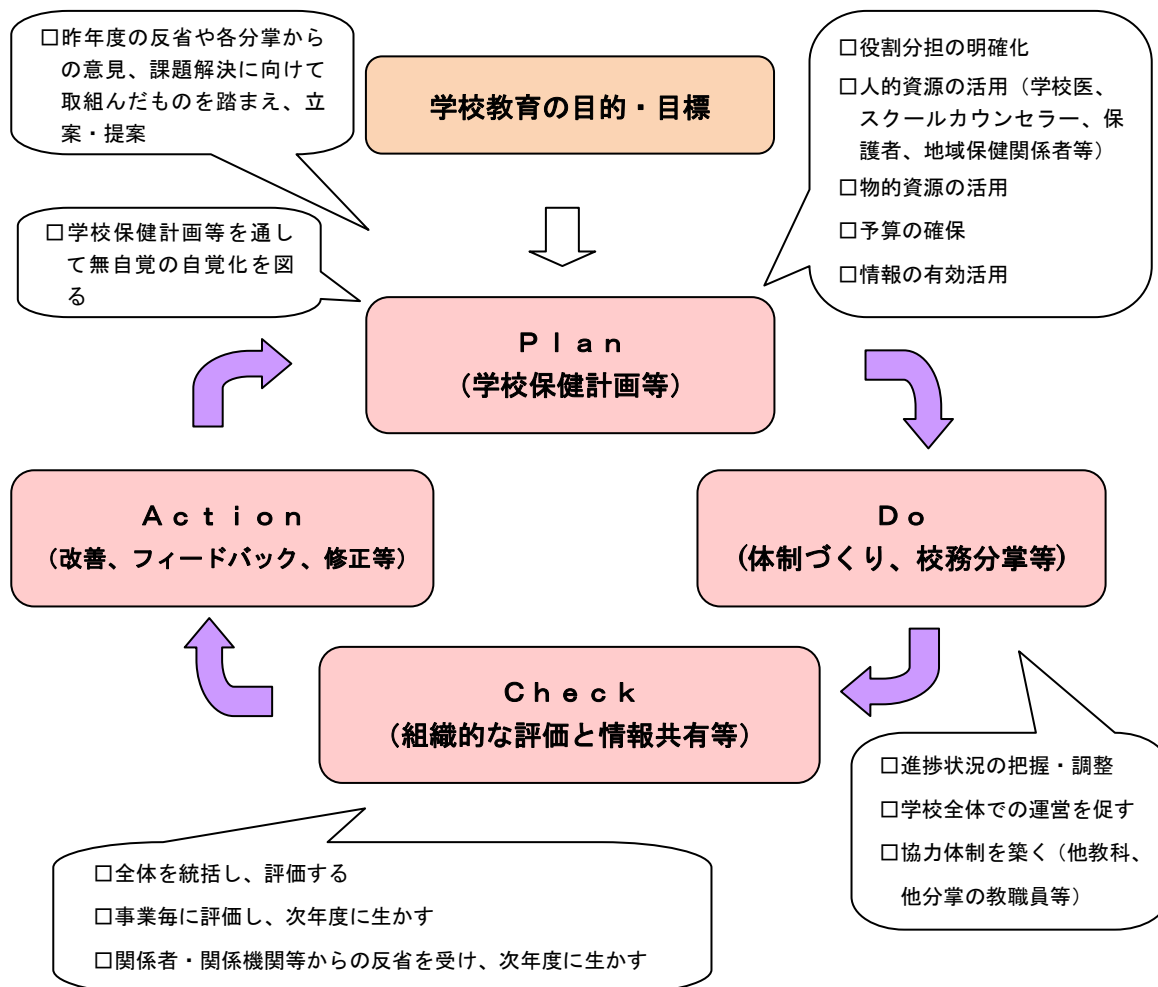 □昨年度の反省や各分掌から
の意見、課題解決に向けて
取組んだものを踏まえ、立
案・提案
学校教育の目的・目標
□役割分担の明確化
□人的資源の活用（学校医、
スクールカウンセラー、保
護者、地域保健関係者等）
□物的資源の活用
□予算の確保
□情報の有効活用
□学校保健計画等を通し
て無自覚の自覚化を図
る
Ｐｌａｎ
（学校保健計画等）
Ａｃｔｉｏｎ
（改善、フィードバック、修正等）
Ｄｏ
(体制づくり、校務分掌等)
Ｃｈｅｃｋ
（組織的な評価と情報共有等）
□進捗状況の把握・調整
□学校全体での運営を促す
□協力体制を築く（他教科、
他分掌の教職員等）
□全体を統括し、評価する
□事業毎に評価し、次年度に生かす
□関係者・関係機関等からの反省を受け、次年度に生かす